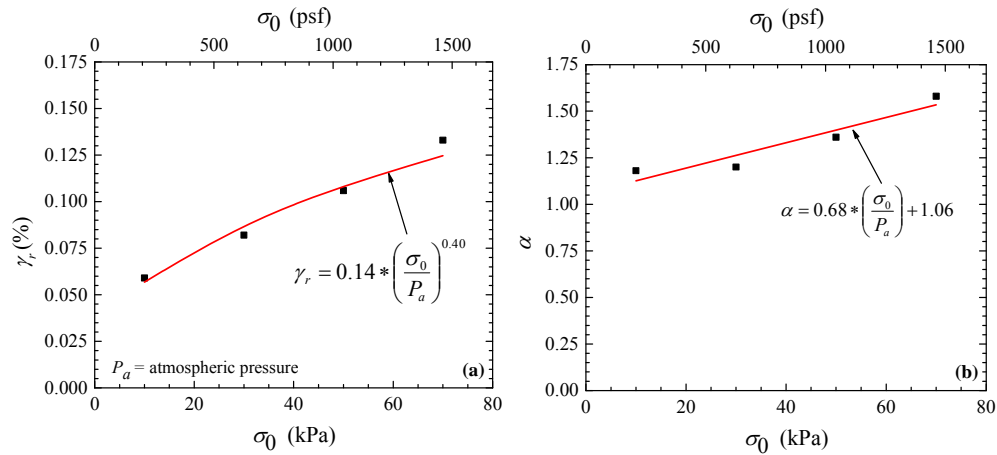 σ0 (psf)
0 500 1000 1500
0.175
0.150
0.125
0.100
0.075
0.050
0.025
0.000
γr (%)
γr = 0.14 * (σ0 / Pa)^0.40
Pa = atmospheric pressure
(a)
0 20 40 60 80
σ0 (kPa)
σ0 (psf)
0 500 1000 1500
1.75
1.50
1.25
1.00
0.75
0.50
0.25
0.00
α
α = 0.68 * (σ0 / Pa) + 1.06
(b)
0 20 40 60 80
σ0 (kPa)